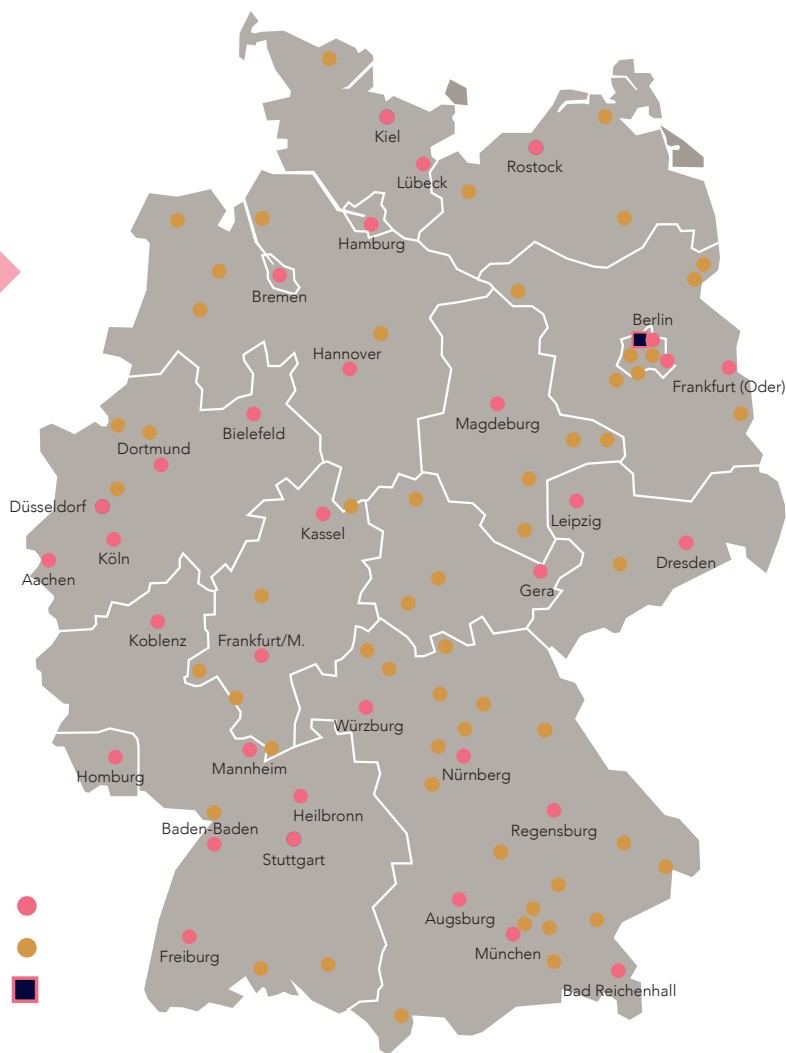 Kiel
Rostock
Lübeck
Hamburg
Bremen
Berlin
Hannover
Frankfurt (Oder)
Magdeburg
Bielefeld
Dortmund
Düsseldorf
Leipzig
Kassel
Köln
Dresden
Aachen
Gera
Koblenz
Frankfurt/M.
Würzburg
Mannheim
Nürnberg
Homburg
Heilbronn
Baden-Baden
Regensburg
Stuttgart
Augsburg
München
Freiburg
Bad Reichenhall